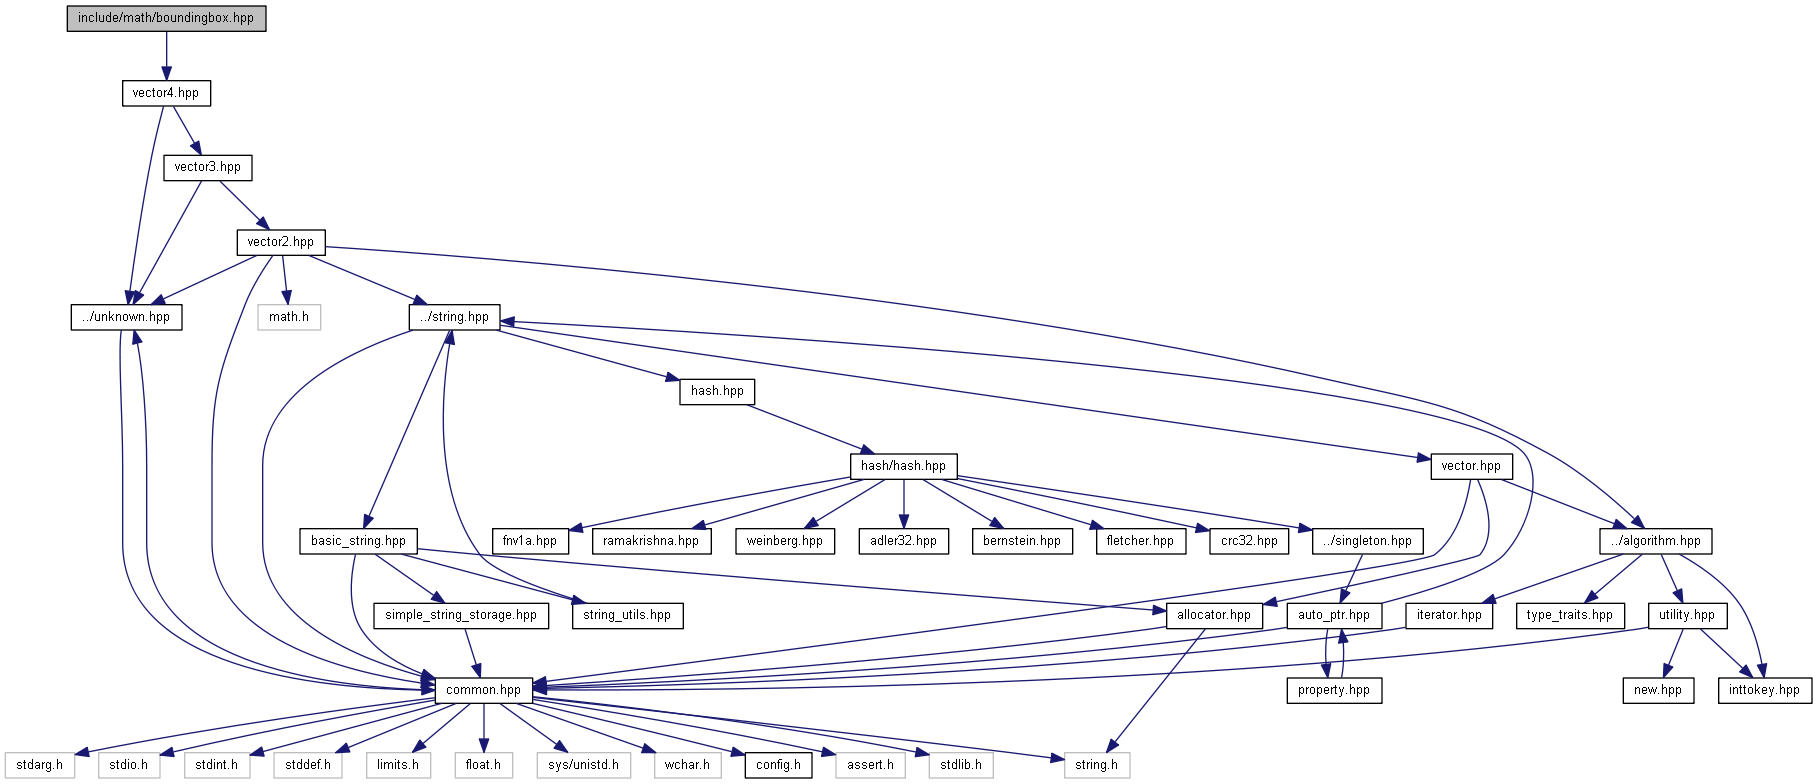 include/math/boundingbox.hpp
vector4.hpp
vector3.hpp
vector2.hpp
../unknown.hpp
math.h
../string.hpp
hash.hpp
hash/hash.hpp
vector.hpp
basic_string.hpp
fnv1a.hpp
ramakrishna.hpp
weinberg.hpp
adler32.hpp
bernstein.hpp
fletcher.hpp
crc32.hpp
../singleton.hpp
../algorithm.hpp
simple_string_storage.hpp
string_utils.hpp
allocator.hpp
auto_ptr.hpp
iterator.hpp
type_traits.hpp
utility.hpp
common.hpp
property.hpp
new.hpp
inttokey.hpp
stdarg.h
stdio.h
stdint.h
stddef.h
limits.h
float.h
sys/unistd.h
wchar.h
config.h
assert.h
stdlib.h
string.h